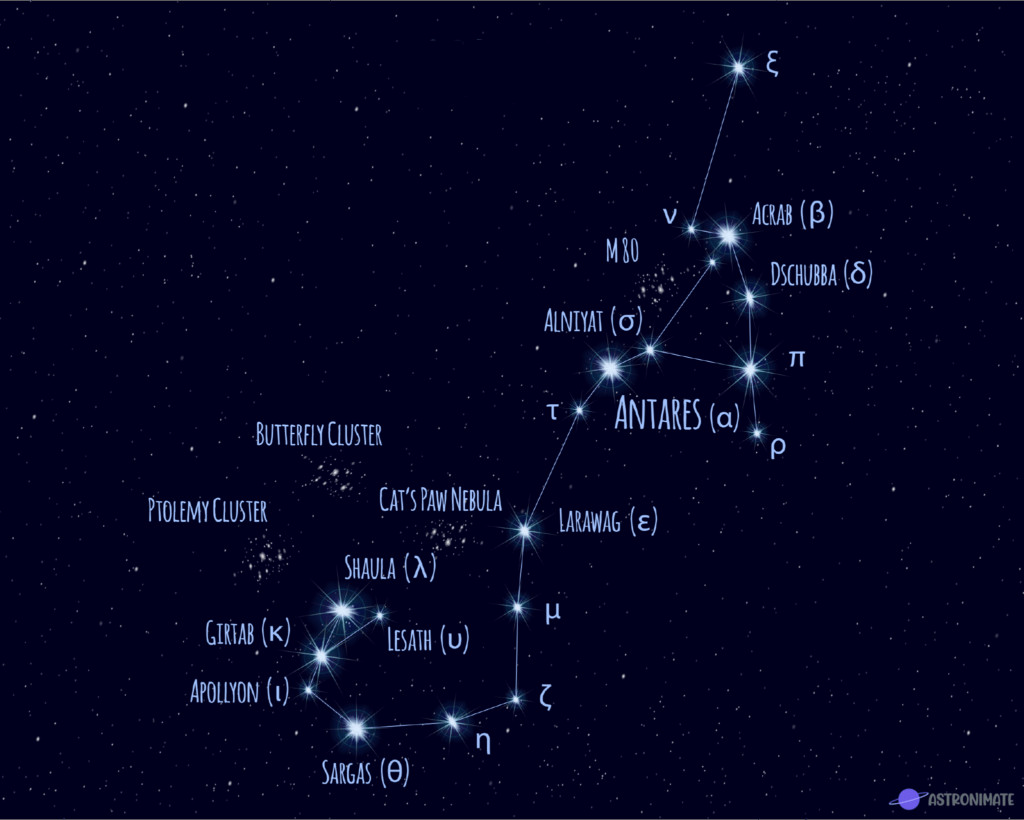 ξ
ν
ACRAB (β)
M 80
DSCHUBBA (δ)
ALNIYAT (σ)
π
τ
ANTARES (α)
ρ
BUTTERFLY CLUSTER
CAT'S PAW NEBULA
PTOLEMY CLUSTER
LARAWAG (ε)
SHAULA (λ)
μ
GIRTAB (κ)
LESATH (υ)
APOLLYON (ι)
ζ
η
SARGAS (θ)
ASTRONIMATE